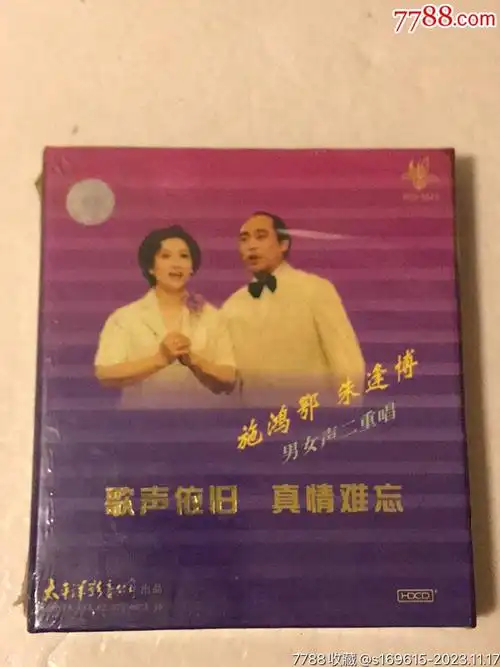 7788.com
施鸿鄂 朱逢博
男女声二重唱
歌声依旧 真情难忘
太平洋影音公司 出品
HDCD
7788收藏@s169615-2023.11.17